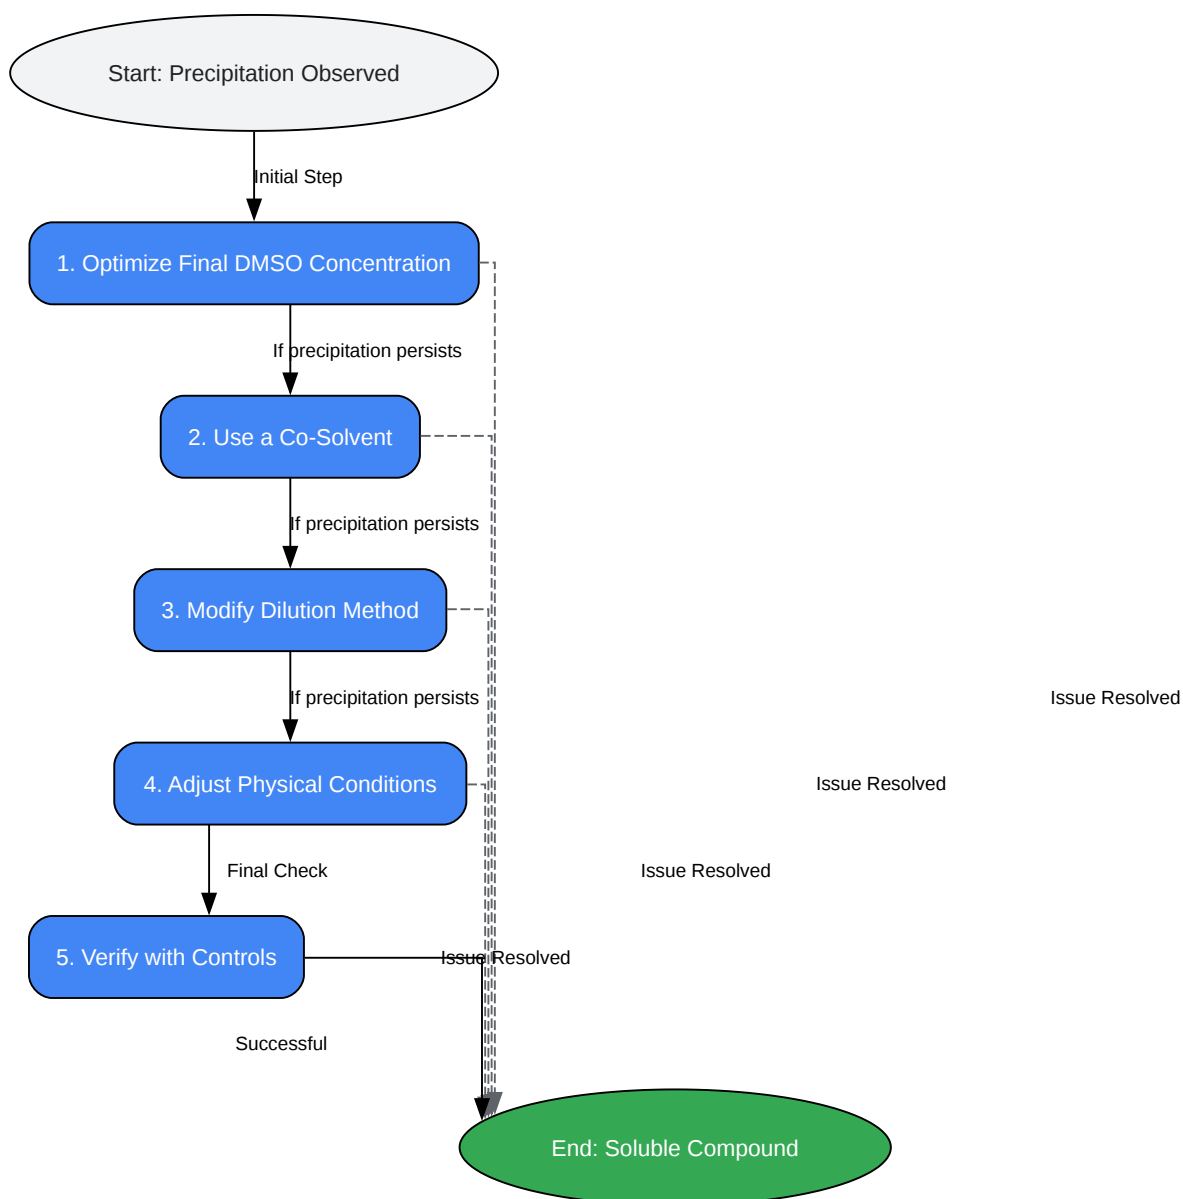 Start: Precipitation Observed
Initial Step
1. Optimize Final DMSO Concentration
If precipitation persists
2. Use a Co-Solvent
If precipitation persists
3. Modify Dilution Method
If precipitation persists
Issue Resolved
4. Adjust Physical Conditions
Issue Resolved
Final Check
Issue Resolved
5. Verify with Controls
Issue Resolved
Successful
End: Soluble Compound